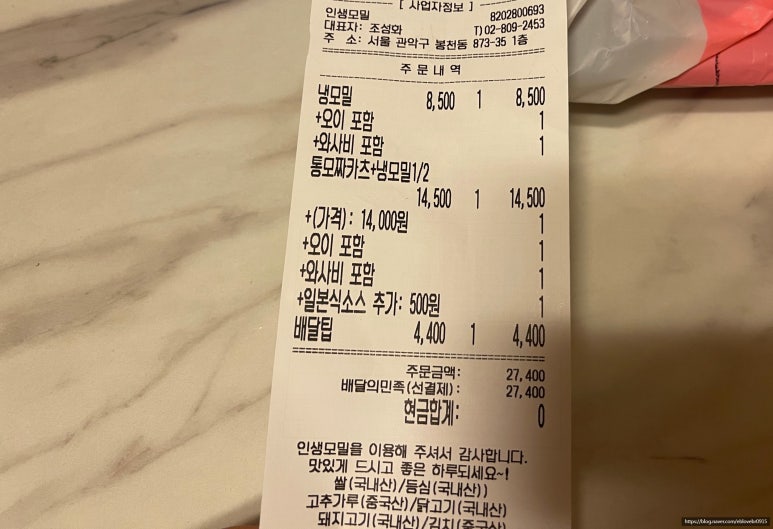 [ 사업자정보 ]
인생모밀 8202800693
대표자: 조성화 T)02-809-2453
주 소: 서울 관악구 봉천동 873-35 1층
주 문 내 역
냉모밀 8,500 1 8,500
+오이 포함 1
+와사비 포함 1
통모짜카츠+냉모밀1/2
14,500 1 14,500
+(가격): 14,000원 1
+오이 포함 1
+와사비 포함 1
+일본식소스 추가: 500원 1
배달팁 4,400 1 4,400
주문금액: 27,400
배달의민족(선결제): 27,400
현금합계: 0
인생모밀을 이용해 주셔서 감사합니다.
맛있게 드시고 좋은 하루되세요~!
쌀(국내산)/등심(국내산))
고추가루(중국산)/닭고기(국내산)
돼지고기(국내산)/김치(중국산)